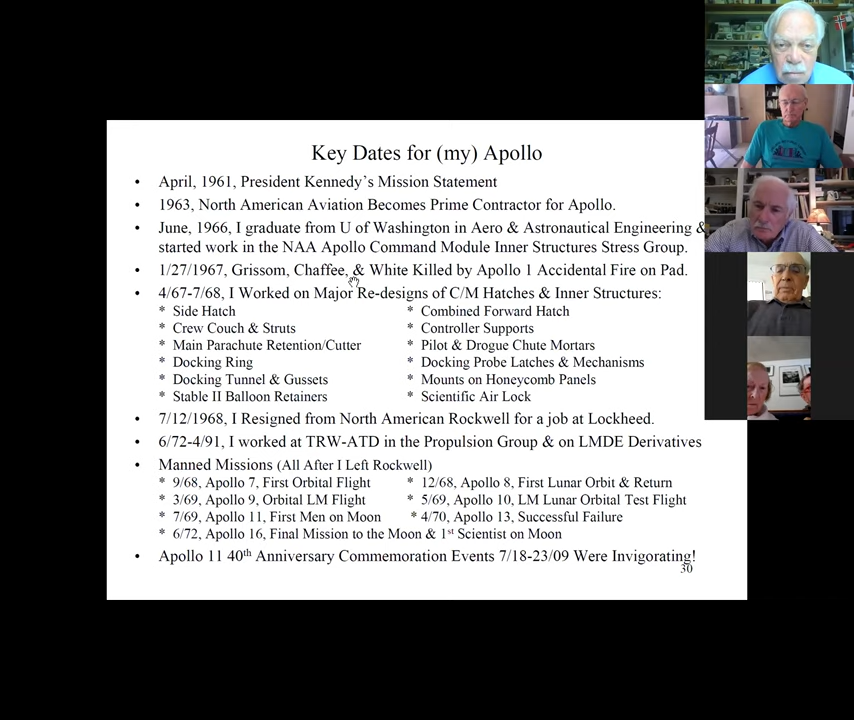 Key Dates for (my) Apollo
• April, 1961, President Kennedy's Mission Statement
• 1963, North American Aviation Becomes Prime Contractor for Apollo.
• June, 1966, I graduate from U of Washington in Aero & Astronautical Engineering &
started work in the NAA Apollo Command Module Inner Structures Stress Group.
• 1/27/1967, Grissom, Chaffee, & White Killed by Apollo 1 Accidental Fire on Pad.
• 4/67-7/68, I Worked on Major Re-designs of C/M Hatches & Inner Structures:
* Side Hatch * Combined Forward Hatch
* Crew Couch & Struts * Controller Supports
* Main Parachute Retention/Cutter * Pilot & Drogue Chute Mortars
* Docking Ring * Docking Probe Latches & Mechanisms
* Docking Tunnel & Gussets * Mounts on Honeycomb Panels
* Stable II Balloon Retainers * Scientific Air Lock
• 7/12/1968, I Resigned from North American Rockwell for a job at Lockheed.
• 6/72-4/91, I worked at TRW-ATD in the Propulsion Group & on LMDE Derivatives
• Manned Missions (All After I Left Rockwell)
* 9/68, Apollo 7, First Orbital Flight * 12/68, Apollo 8, First Lunar Orbit & Return
* 3/69, Apollo 9, Orbital LM Flight * 5/69, Apollo 10, LM Lunar Orbital Test Flight
* 7/69, Apollo 11, First Men on Moon * 4/70, Apollo 13, Successful Failure
* 6/72, Apollo 16, Final Mission to the Moon & 1st Scientist on Moon
• Apollo 11 40th Anniversary Commemoration Events 7/18-23/09 Were Invigorating!
30